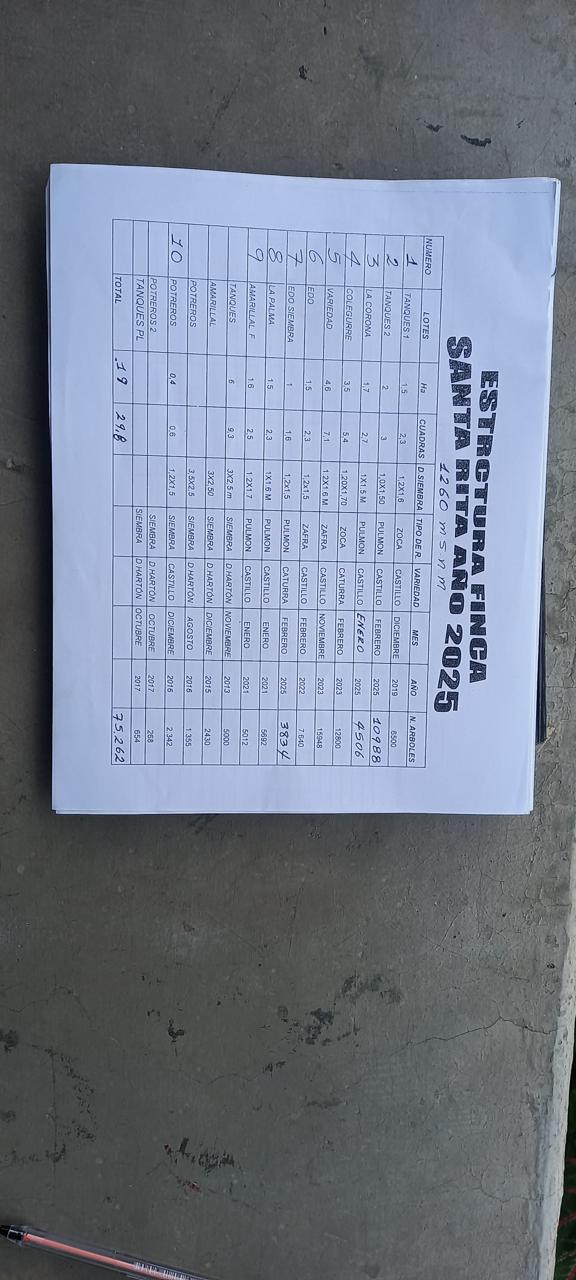 ESTRCTURA FINCA
SANTA RITA AÑO 2025
1260 m s.n.m
NUMERO LOTES Ha CUADRAS D.SIEMBRA TIPO DE R. VARIEDAD MES AÑO N. ARBOLES
1 TANQUES 1 1,5 2,3 1,2X1,6 ZOCA CASTILLO DICIEMBRE 2019 6500
2 TANQUES 2 2 3 1,0X1,50 PULMON CASTILLO FEBRERO 2025 10988
3 LA CORONA 1,7 2,7 1X1,5 M PULMON CASTILLO ENERO 2025 4506
4 COLEGURRE 3,5 5,4 1,20X1,70 ZOCA CATURRA FEBRERO 2023 12800
5 VARIEDAD 4,6 7,1 1,2X1,6 M ZAFRA CASTILLO NOVIEMBRE 2023 15948
6 EDO 1,5 2,3 1,2x1,5 ZAFRA CASTILLO FEBRERO 2022 7.640
7 EDO SIEMBRA 1 1,6 1,2x1,5 PULMON CATURRA FEBRERO 2025 3834
8 LA PALMA 1,5 2,3 1X1,6 M PULMON CASTILLO ENERO 2021 5692
9 AMARILLAL F 1,6 2,5 1,2X1,7 PULMON CASTILLO ENERO 2021 5012
TANQUES 6 9,3 3X2,5 m SIEMBRA D.HARTÓN NOVIEMBRE 2013 5000
AMARILLAL 3X2,50 SIEMBRA D.HARTÓN DICIEMBRE 2015 2430
POTREROS 3,5X2,5 SIEMBRA D.HARTÓN AGOSTO 2016 1.355
10 POTREROS 0,4 0,6 1,2X1,5 SIEMBRA CASTILLO DICIEMBRE 2016 2.342
POTREROS 2 SIEMBRA D.HARTÓN OCTUBRE 2017 268
TANQUES PL SIEMBRA D.HARTÓN OCTUBRE 2017 654
TOTAL 19 29,8 75,262